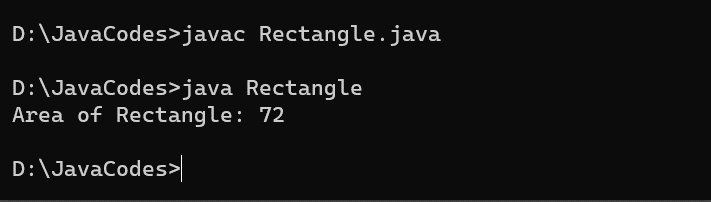 D:\JavaCodes>javac Rectangle.java
D:\JavaCodes>java Rectangle
Area of Rectangle: 72
D:\JavaCodes>